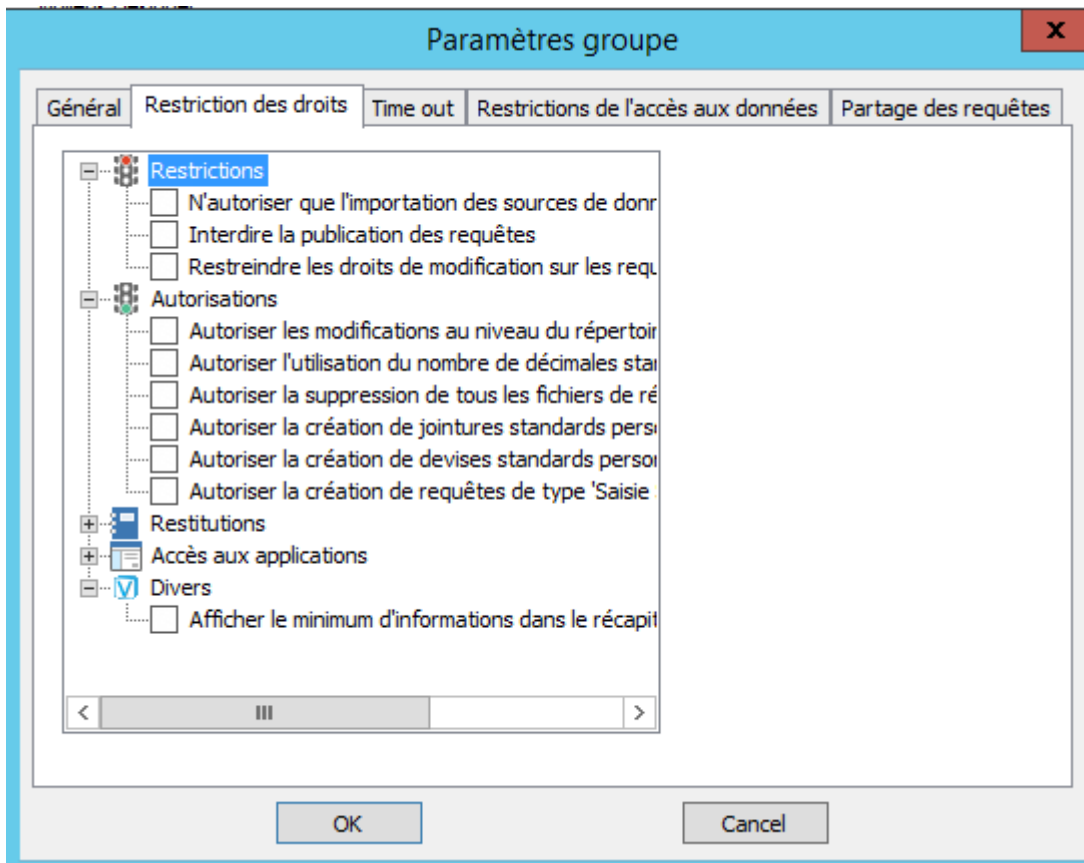 Paramètres groupe
x
Général Restriction des droits Time out Restrictions de l'accès aux données Partage des requêtes
Restrictions
N'autoriser que l'importation des sources de donr
Interdire la publication des requêtes
Restreindre les droits de modification sur les requ
Autorisations
Autoriser les modifications au niveau du répertoir
Autoriser l'utilisation du nombre de décimales star
Autoriser la suppression de tous les fichiers de ré
Autoriser la création de jointures standards perso
Autoriser la création de devises standards person
Autoriser la création de requêtes de type 'Saisie
Restitutions
Accès aux applications
Divers
Afficher le minimum d'informations dans le récapit
OK Cancel